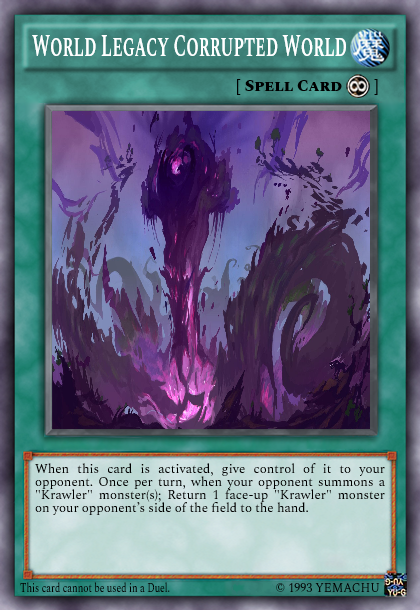 WORLD LEGACY CORRUPTED WORLD 魔
[ SPELL CARD ]
When this card is activated, give control of it to your
opponent. Once per turn, when your opponent summons a
"Krawler" monster(s); Return 1 face-up "Krawler" monster
on your opponent's side of the field to the hand.
This card cannot be used in a Duel. © 1993 YEMACHU